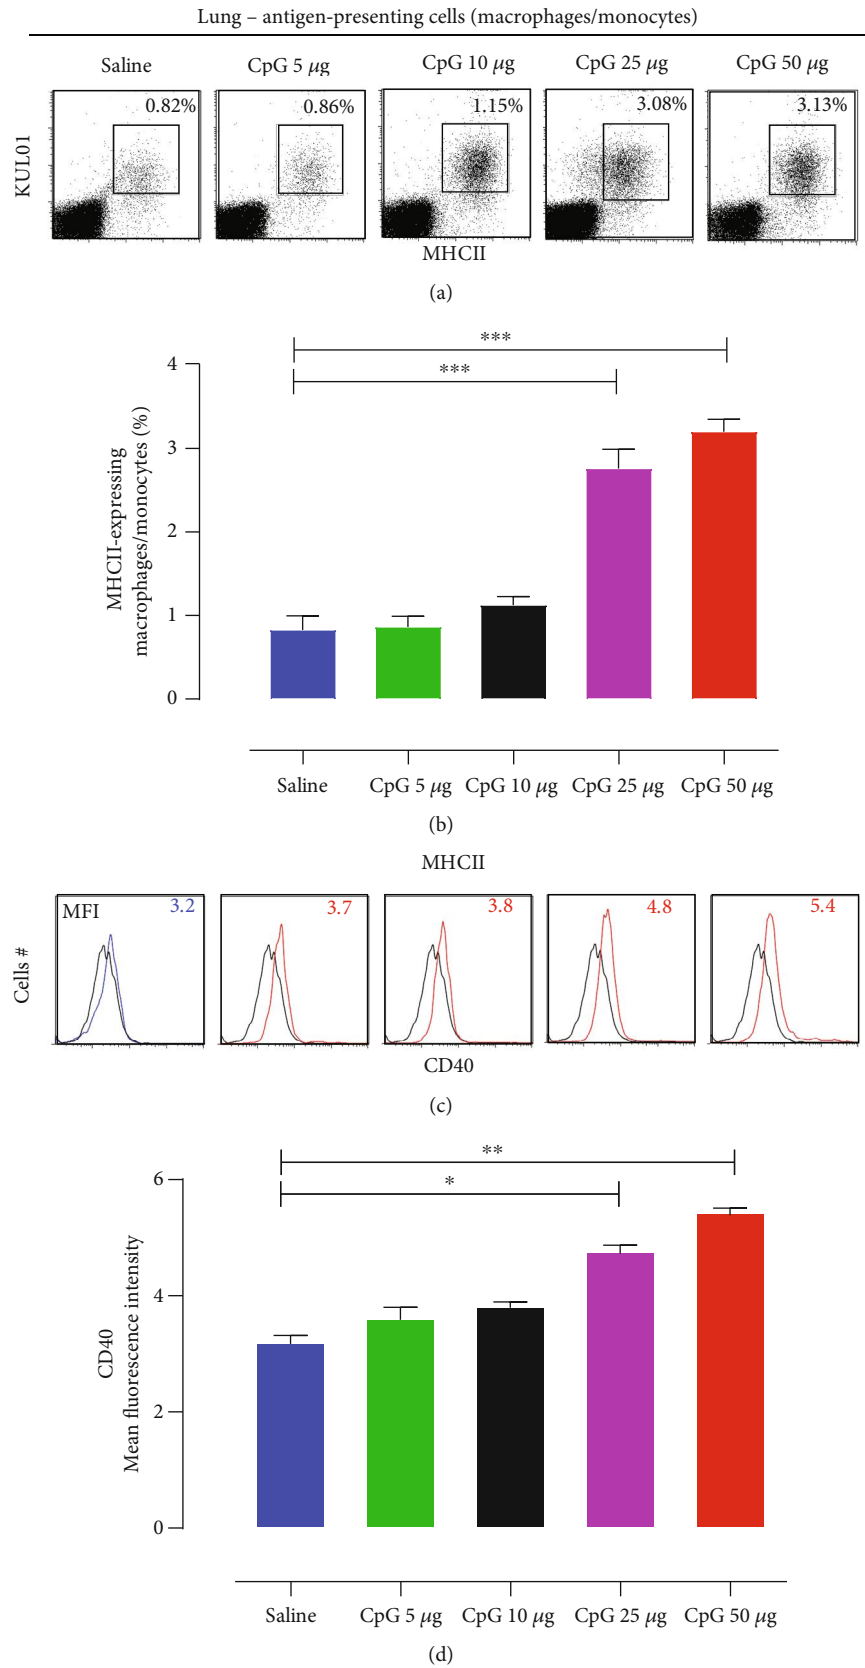 Lung – antigen-presenting cells (macrophages/monocytes)
Saline CpG 5 μg CpG 10 μg CpG 25 μg CpG 50 μg
0.82% 0.86% 1.15% 3.08% 3.13%
KUL01
MHCII
(a)
***
***
4
3
2
1
0
MHCII-expressing
macrophages/monocytes (%)
Saline CpG 5 μg CpG 10 μg CpG 25 μg CpG 50 μg
(b)
MHCII
MFI 3.2 3.7 3.8 4.8 5.4
Cells #
CD40
(c)
**
*
6
4
2
0
CD40
Mean fluorescence intensity
Saline CpG 5 μg CpG 10 μg CpG 25 μg CpG 50 μg
(d)